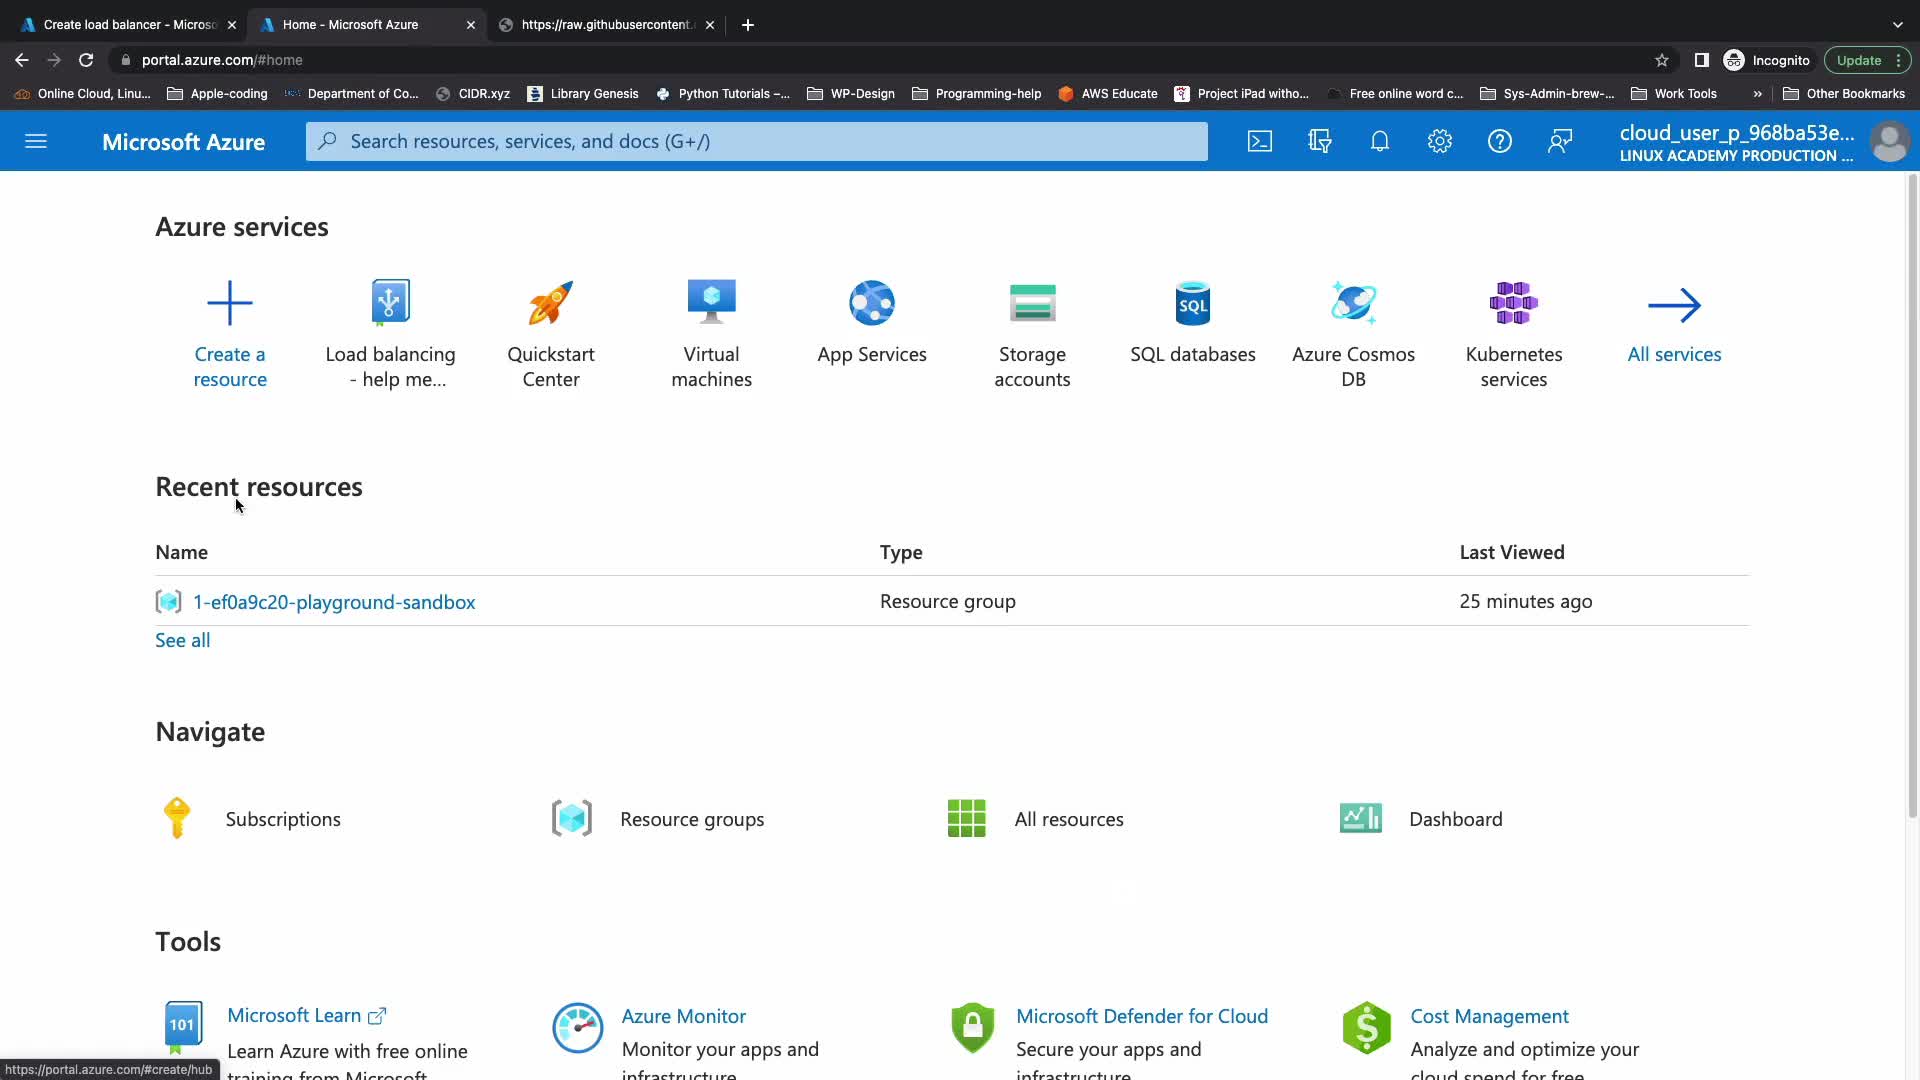 Create load balancer - Microso
Home - Microsoft Azure
https://raw.githubusercontent.
portal.azure.com/#home
Incognito
Update
Online Cloud, Linu...
Apple-coding
Department of Co...
CIDR.xyz
Library Genesis
Python Tutorials –...
WP-Design
Programming-help
AWS Educate
Project iPad witho...
Free online word c...
Sys-Admin-brew-...
Work Tools
»
Other Bookmarks
Microsoft Azure
Search resources, services, and docs (G+/)
cloud_user_p_968ba53e...
LINUX ACADEMY PRODUCTION ...
Azure services
Create a
resource
Load balancing
- help me...
Quickstart
Center
Virtual
machines
App Services
Storage
accounts
SQL
SQL databases
Azure Cosmos
DB
Kubernetes
services
All services
Recent resources
Name
Type
Last Viewed
1-ef0a9c20-playground-sandbox
Resource group
25 minutes ago
See all
Navigate
Subscriptions
Resource groups
All resources
Dashboard
Tools
101
Microsoft Learn
Learn Azure with free online
training from Microsoft
Azure Monitor
Monitor your apps and
infrastructure
Microsoft Defender for Cloud
Secure your apps and
infrastructure
Cost Management
Analyze and optimize your
cloud spend for free
https://portal.azure.com/#create/hub